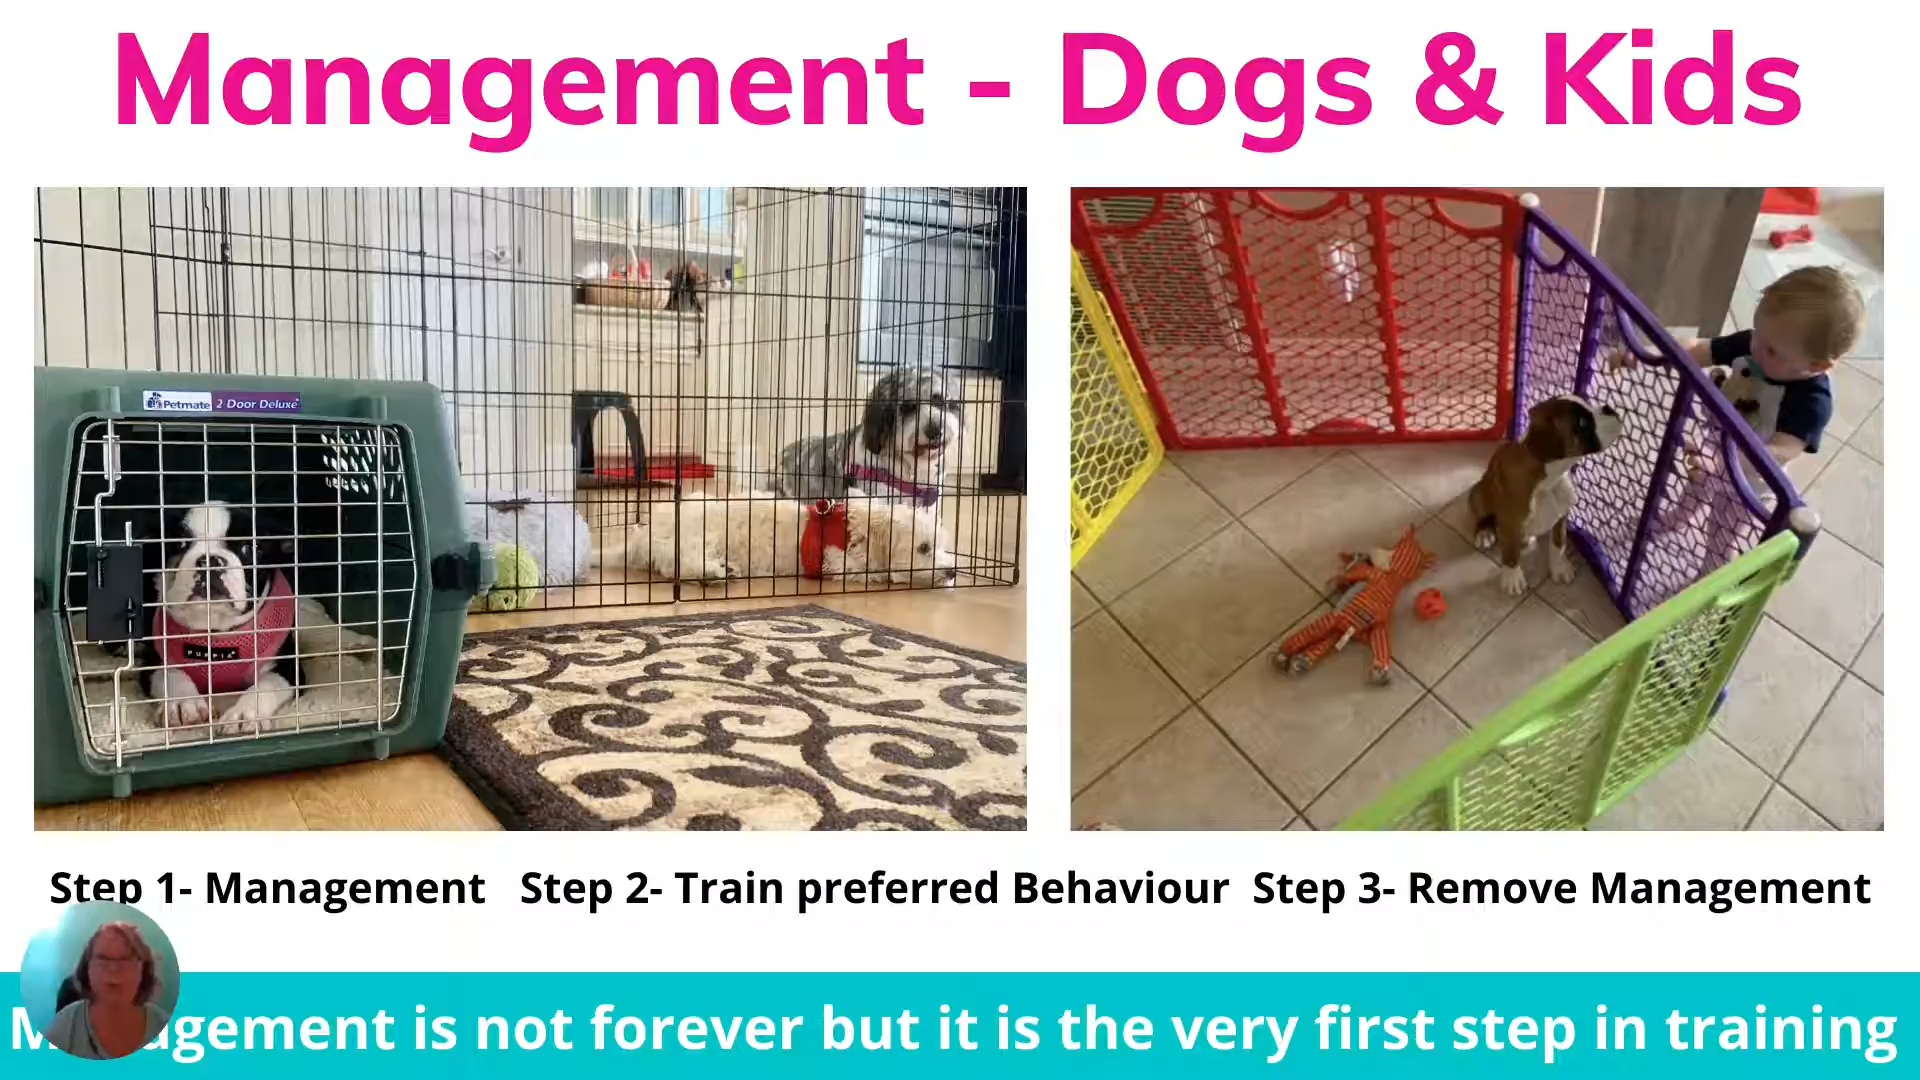 Management - Dogs & Kids
Petmate 2 Door Deluxe
PUPPIA
Step 1- Management Step 2- Train preferred Behaviour Step 3- Remove Management
is not forever but it is the very first step in training